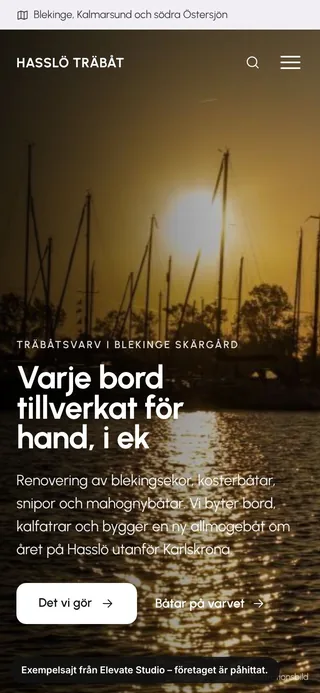 Blekinge, Kalmarsund och södra Östersjön
HASSLÖ TRÄBÅT
TRÄBÅTSVARV I BLEKINGE SKÄRGÅRD
Varje bord
tillverkat för
hand, i ek
Renovering av blekingsekor, kosterbåtar,
snipor och mahognybåtar. Vi byter bord,
kalfatrar och bygger en ny allmogebåt om
året på Hasslö utanför Karlskrona.
Det vi gör
Båtar på varvet
Exempelsajt från Elevate Studio – företaget är påhittat.